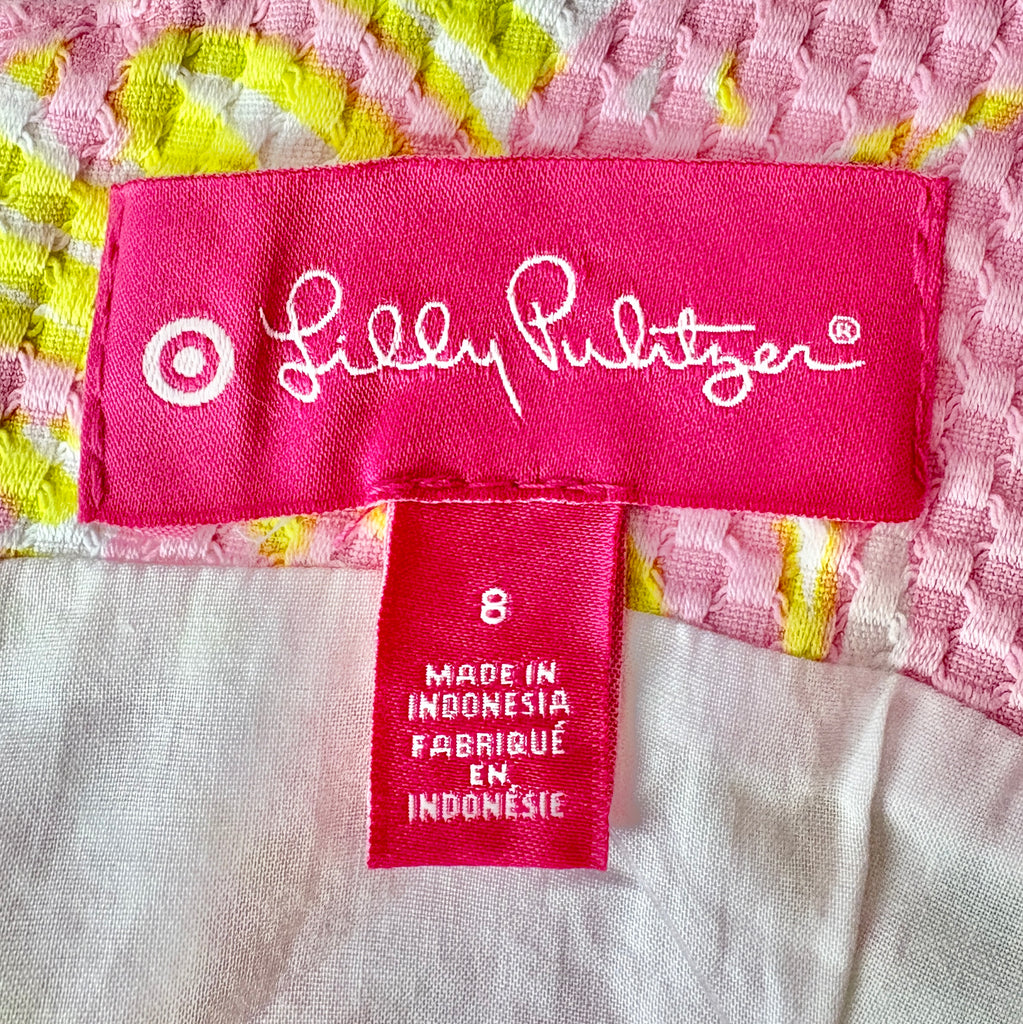 Lilly Pulitzer®
8
MADE IN
INDONESIA
FABRIQUÉ
EN
INDONÉSIE